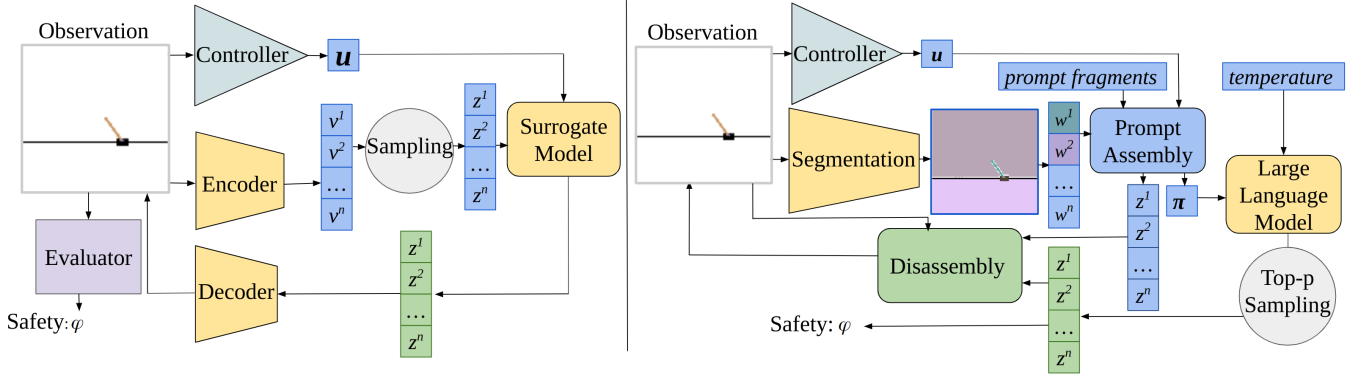 Observation
Controller
u
Encoder
v¹
v²
...
vⁿ
Sampling
z¹
z²
...
zⁿ
Surrogate
Model
Evaluator
Safety: φ
Decoder
z¹
z²
...
zⁿ
Observation
Controller
u
prompt fragments
temperature
Segmentation
w¹
w²
...
wⁿ
Prompt
Assembly
π
z¹
z²
...
zⁿ
Large
Language
Model
Disassembly
z¹
z²
...
zⁿ
Top-p
Sampling
Safety: φ